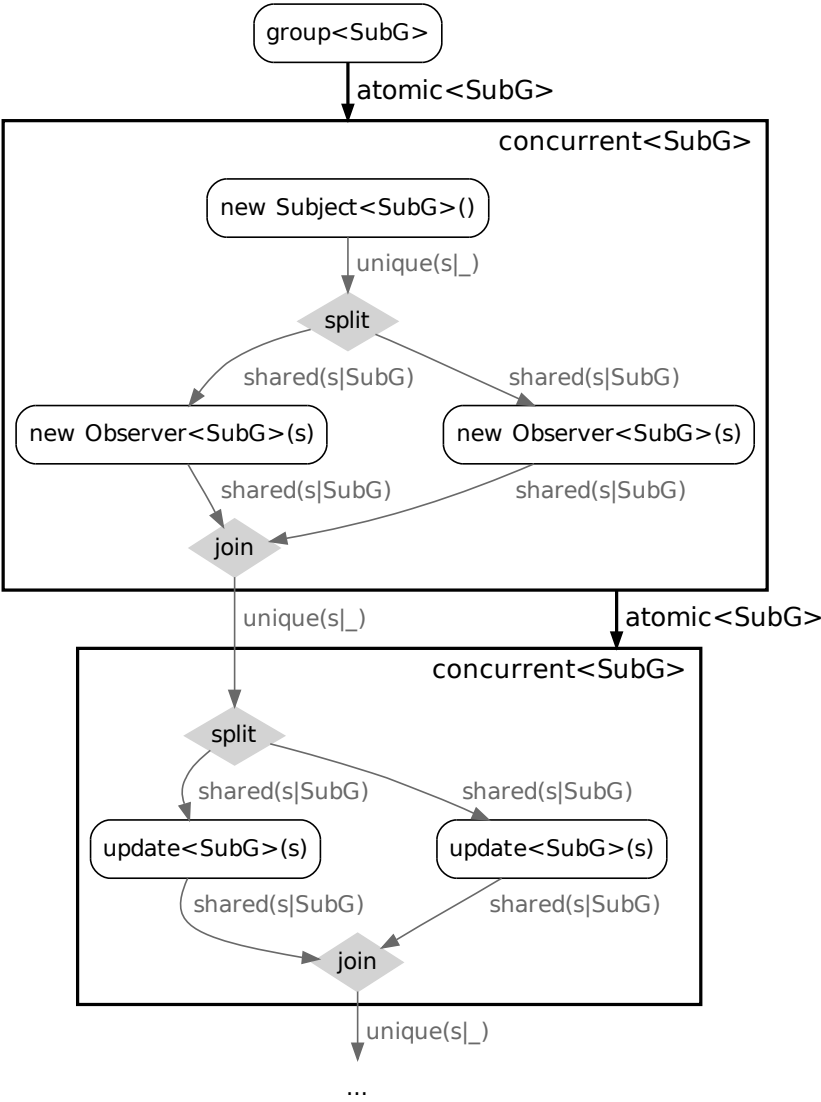 group<SubG>
atomic<SubG>
concurrent<SubG>
new Subject<SubG>()
unique(s|_)
split
shared(s|SubG)
shared(s|SubG)
new Observer<SubG>(s)
new Observer<SubG>(s)
shared(s|SubG)
shared(s|SubG)
join
unique(s|_)
atomic<SubG>
concurrent<SubG>
split
shared(s|SubG)
shared(s|SubG)
update<SubG>(s)
update<SubG>(s)
shared(s|SubG)
shared(s|SubG)
join
unique(s|_)
...